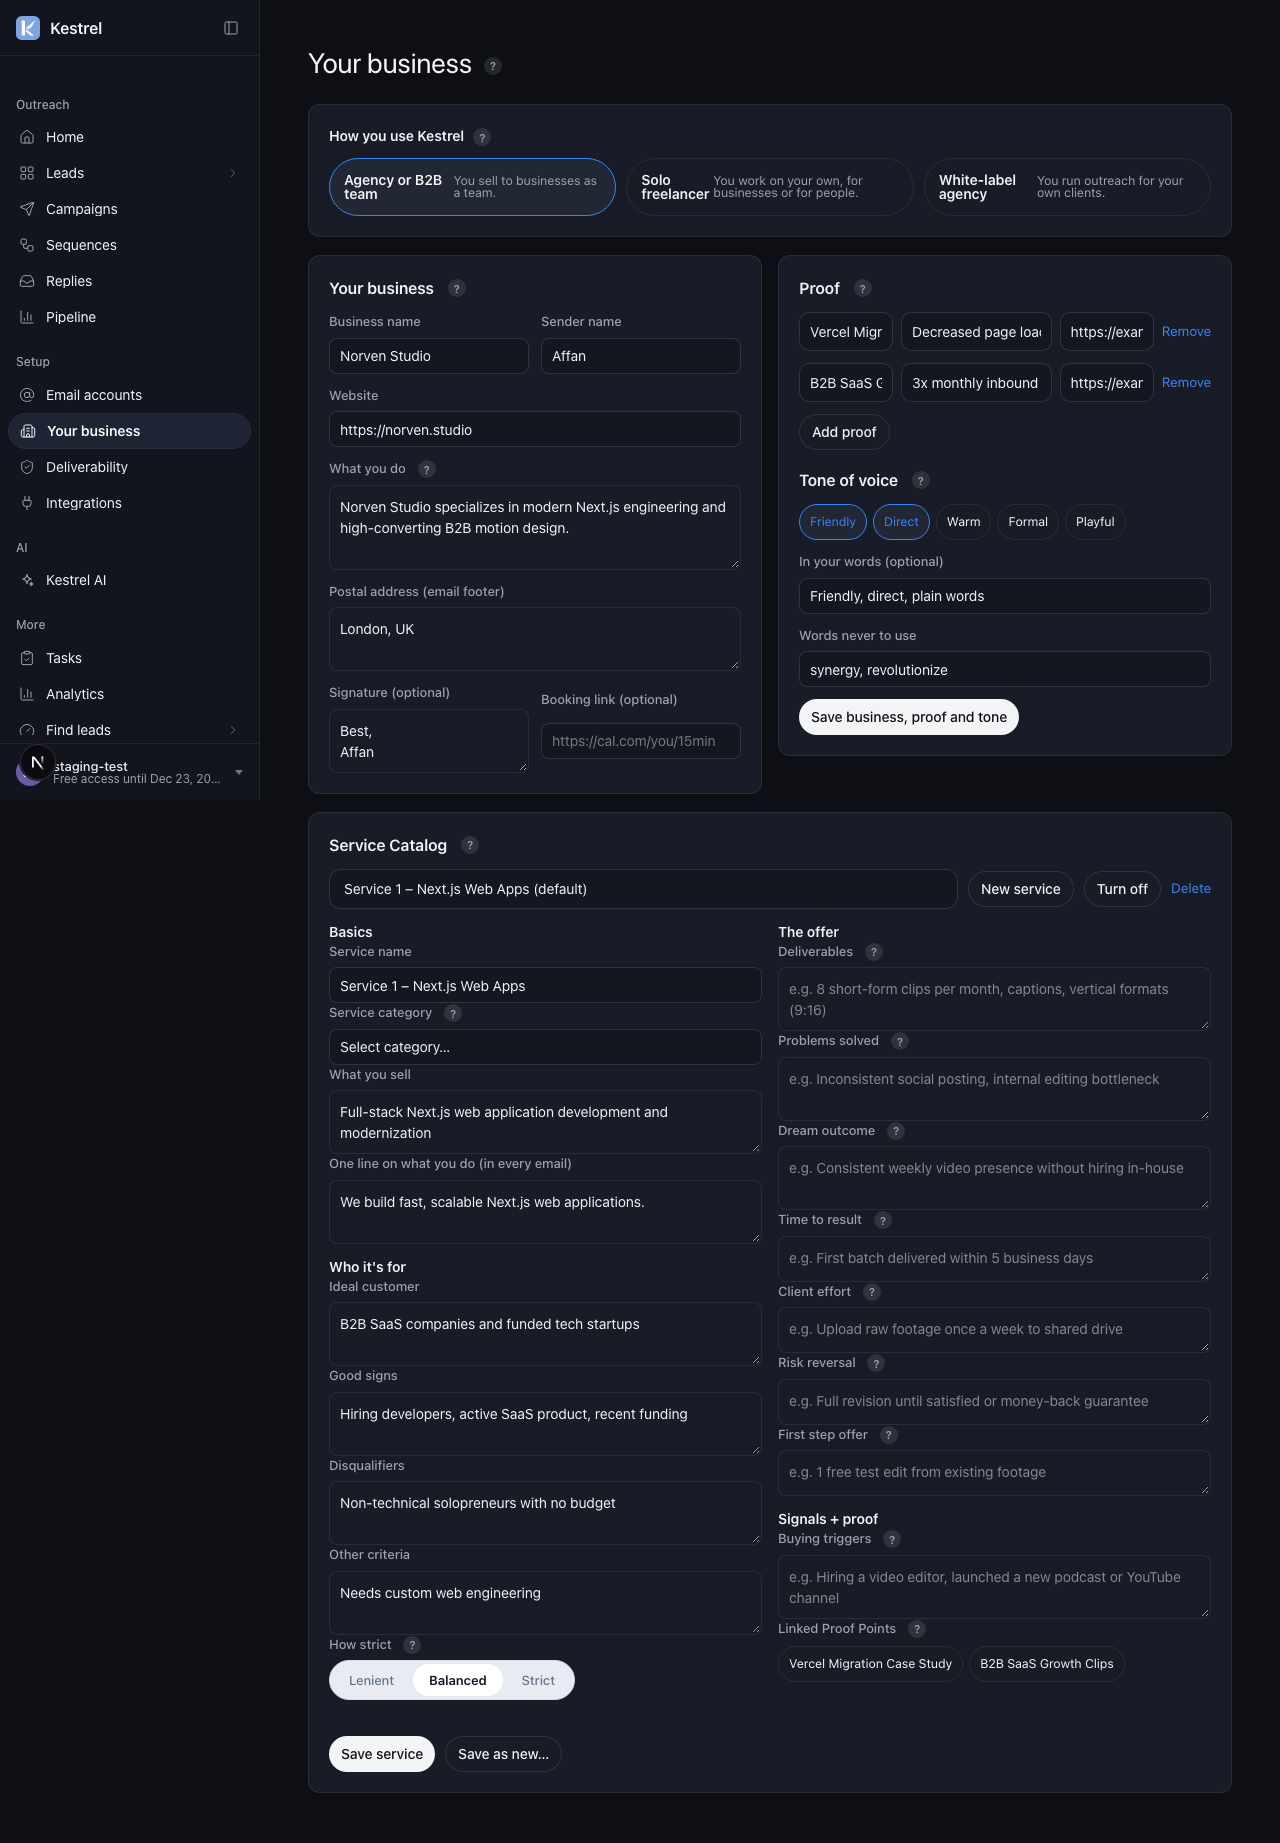 Kestrel
Outreach
Home
Leads
Campaigns
Sequences
Replies
Pipeline
Setup
Email accounts
Your business
Deliverability
Integrations
AI
Kestrel AI
More
Tasks
Analytics
Find leads
N
staging-test
Free access until Dec 23, 20...
Your business ?
How you use Kestrel ?
Agency or B2B team
You sell to businesses as a team.
Solo freelancer
You work on your own, for businesses or for people.
White-label agency
You run outreach for your own clients.
Your business ?
Business name
Norven Studio
Sender name
Affan
Website
https://norven.studio
What you do ?
Norven Studio specializes in modern Next.js engineering and
high-converting B2B motion design.
Postal address (email footer)
London, UK
Signature (optional)
Best,
Affan
Booking link (optional)
https://cal.com/you/15min
Proof ?
Vercel Migr
Decreased page loa
https://exar
Remove
B2B SaaS G
3x monthly inbound
https://exar
Remove
Add proof
Tone of voice ?
Friendly
Direct
Warm
Formal
Playful
In your words (optional)
Friendly, direct, plain words
Words never to use
synergy, revolutionize
Save business, proof and tone
Service Catalog ?
Service 1 – Next.js Web Apps (default)
New service
Turn off
Delete
Basics
Service name
Service 1 – Next.js Web Apps
Service category ?
Select category...
What you sell
Full-stack Next.js web application development and
modernization
One line on what you do (in every email)
We build fast, scalable Next.js web applications.
Who it's for
Ideal customer
B2B SaaS companies and funded tech startups
Good signs
Hiring developers, active SaaS product, recent funding
Disqualifiers
Non-technical solopreneurs with no budget
Other criteria
Needs custom web engineering
How strict ?
Lenient
Balanced
Strict
The offer
Deliverables ?
e.g. 8 short-form clips per month, captions, vertical formats
(9:16)
Problems solved ?
e.g. Inconsistent social posting, internal editing bottleneck
Dream outcome ?
e.g. Consistent weekly video presence without hiring in-house
Time to result ?
e.g. First batch delivered within 5 business days
Client effort ?
e.g. Upload raw footage once a week to shared drive
Risk reversal ?
e.g. Full revision until satisfied or money-back guarantee
First step offer ?
e.g. 1 free test edit from existing footage
Signals + proof
Buying triggers ?
e.g. Hiring a video editor, launched a new podcast or YouTube
channel
Linked Proof Points ?
Vercel Migration Case Study
B2B SaaS Growth Clips
Save service
Save as new...